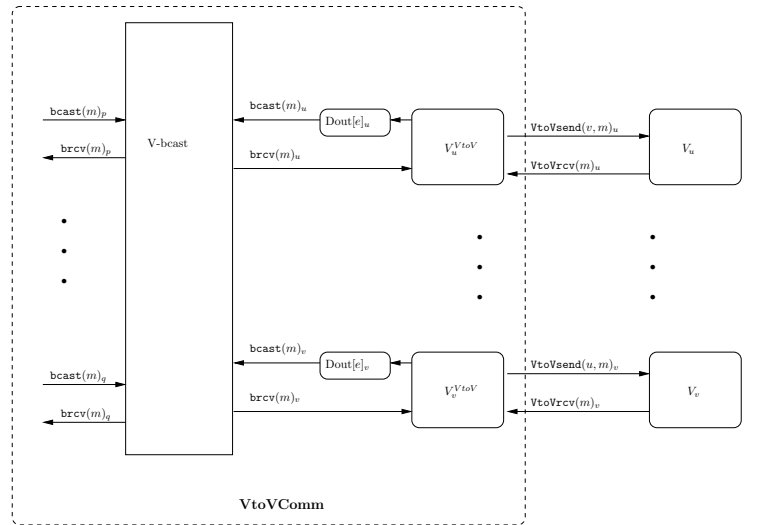 bcast(m)_u
bcast(m)_p
Dout[e]_u
VtoVsend(v, m)_u
V-bcast
V_u^{VtoV}
V_u
brcv(m)_p
brcv(m)_u
VtoVrcv(m)_u
bcast(m)_v
Dout[e]_v
bcast(m)_q
VtoVsend(u, m)_v
V_v^{VtoV}
V_v
brcv(m)_q
brcv(m)_v
VtoVrcv(m)_v
VtoVComm